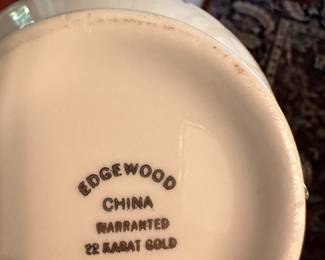 EDGEWOOD
CHINA
WARRANTED
22 KARAT GOLD